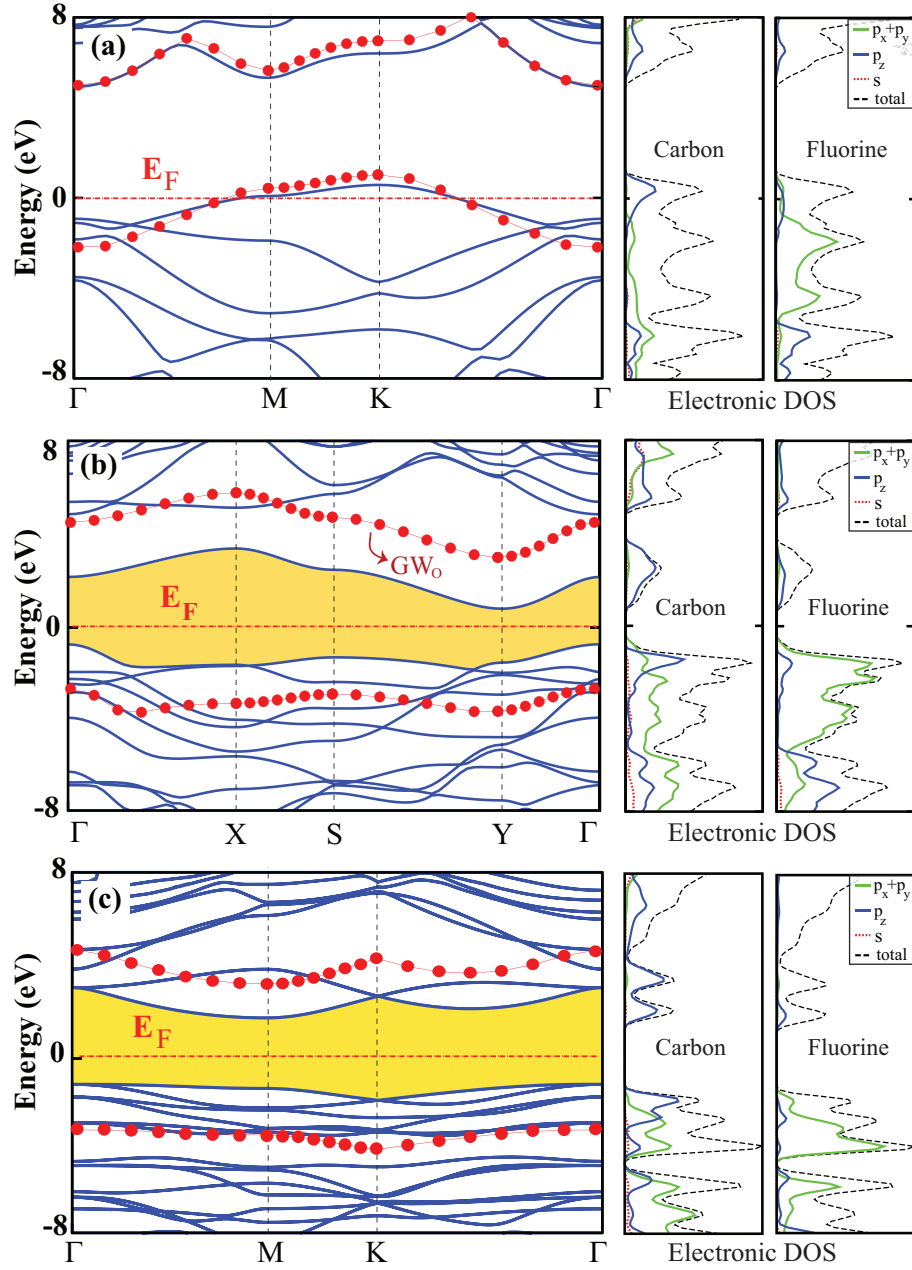 (a)
8
0
-8
Energy (eV)
E_F
Γ M K Γ
Carbon
Fluorine
p_x+p_y
p_z
s
total
Electronic DOS
(b)
8
0
-8
Energy (eV)
E_F
GW_0
Γ X S Y Γ
Carbon
Fluorine
p_x+p_y
p_z
s
total
Electronic DOS
(c)
8
0
-8
Energy (eV)
E_F
Γ M K Γ
Carbon
Fluorine
p_x+p_y
p_z
s
total
Electronic DOS